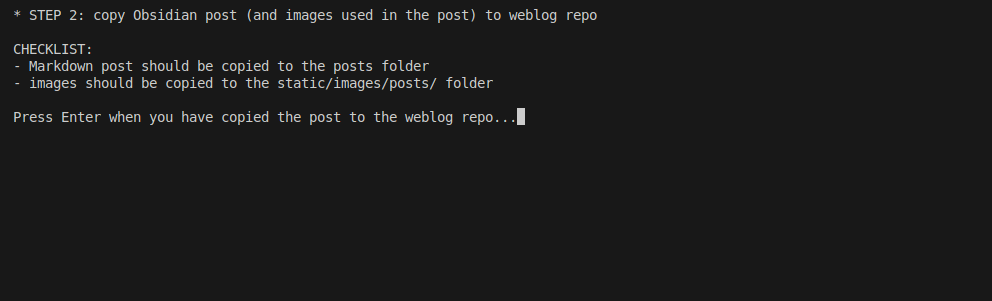 * STEP 2: copy Obsidian post (and images used in the post) to weblog repo
CHECKLIST:
- Markdown post should be copied to the posts folder
- images should be copied to the static/images/posts/ folder
Press Enter when you have copied the post to the weblog repo...